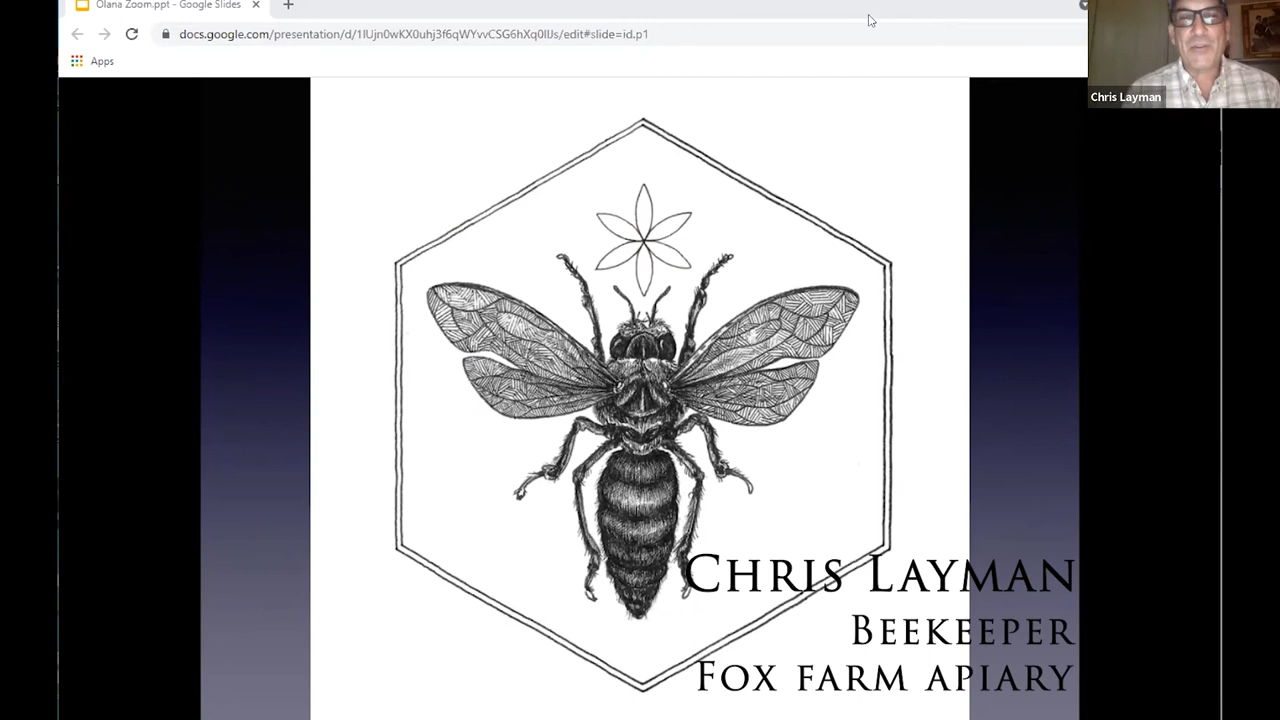 Olana Zoom.ppt - Google Slides
docs.google.com/presentation/d/1lUjn0wKX0uhj3f6qWYvvCSG6hXq0llJs/edit#slide=id.p1
Apps
Chris Layman
Chris Layman
Beekeeper
Fox farm apiary